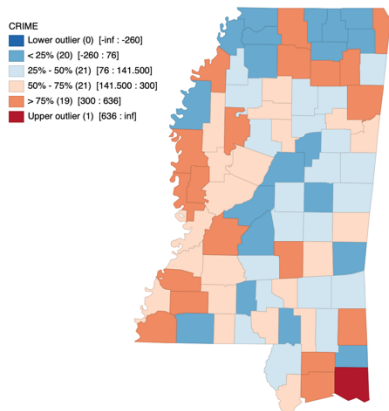 CRIME
Lower outlier (0) [-inf : -260]
< 25% (20) [-260 : 76]
25% - 50% (21) [76 : 141.500]
50% - 75% (21) [141.500 : 300]
> 75% (19) [300 : 636]
Upper outlier (1) [636 : inf]